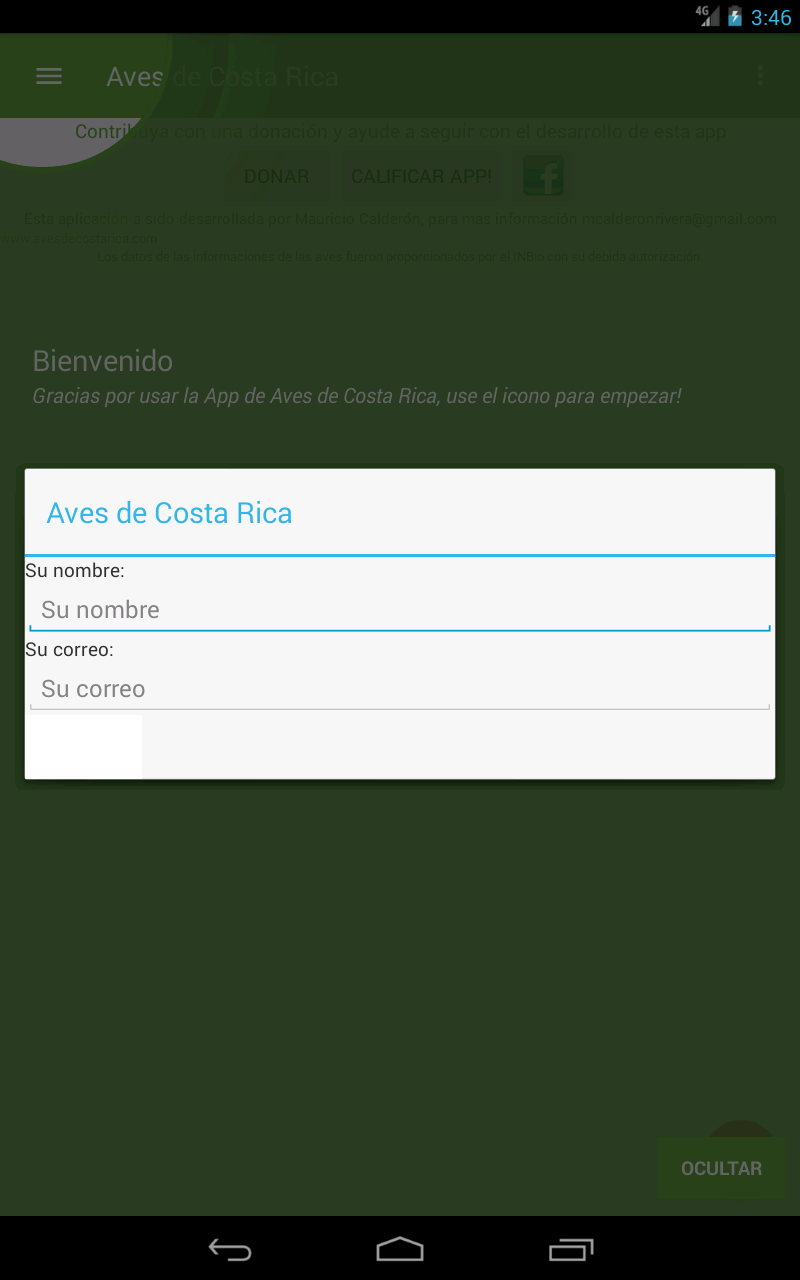 4G 3:46
Aves de Costa Rica
Contribuya con una donación y ayude a seguir con el desarrollo de esta app
DONAR CALIFICAR APP! f
Esta aplicacion a sido desarrollada por Mauricio Calderón, para mas información mcalderonrivera@gmail.com
www.avesdecostarica.com
Los datos de las informaciones de las aves fueron proporcionados por el INBio con su debida autorización.
Bienvenido
Gracias por usar la App de Aves de Costa Rica, use el icono para empezar!
Aves de Costa Rica
Su nombre:
Su nombre
Su correo:
Su correo
OCULTAR